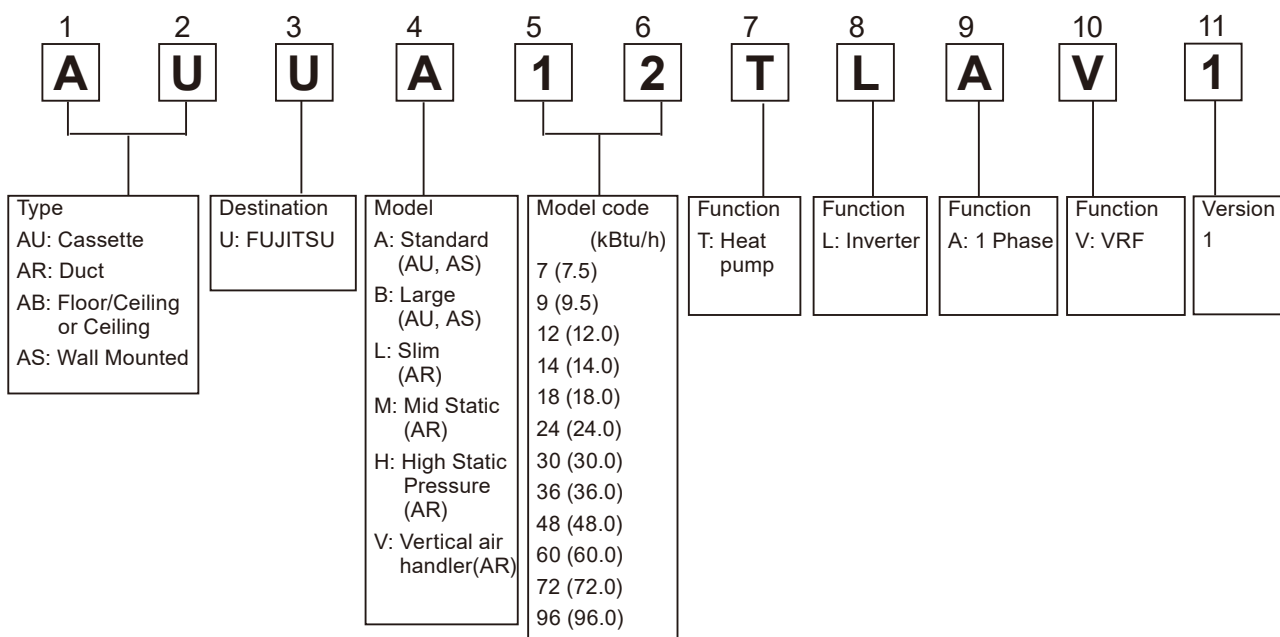 1 2 3 4 5 6 7 8 9 10 11
A U U A 1 2 T L A V 1
Type
AU: Cassette
AR: Duct
AB: Floor/Ceiling
or Ceiling
AS: Wall Mounted
Destination
U: FUJITSU
Model
A: Standard
(AU, AS)
B: Large
(AU, AS)
L: Slim
(AR)
M: Mid Static
(AR)
H: High Static
Pressure
(AR)
V: Vertical air
handler(AR)
Model code
(kBtu/h)
7 (7.5)
9 (9.5)
12 (12.0)
14 (14.0)
18 (18.0)
24 (24.0)
30 (30.0)
36 (36.0)
48 (48.0)
60 (60.0)
72 (72.0)
96 (96.0)
Function
T: Heat
pump
Function
L: Inverter
Function
A: 1 Phase
Function
V: VRF
Version
1